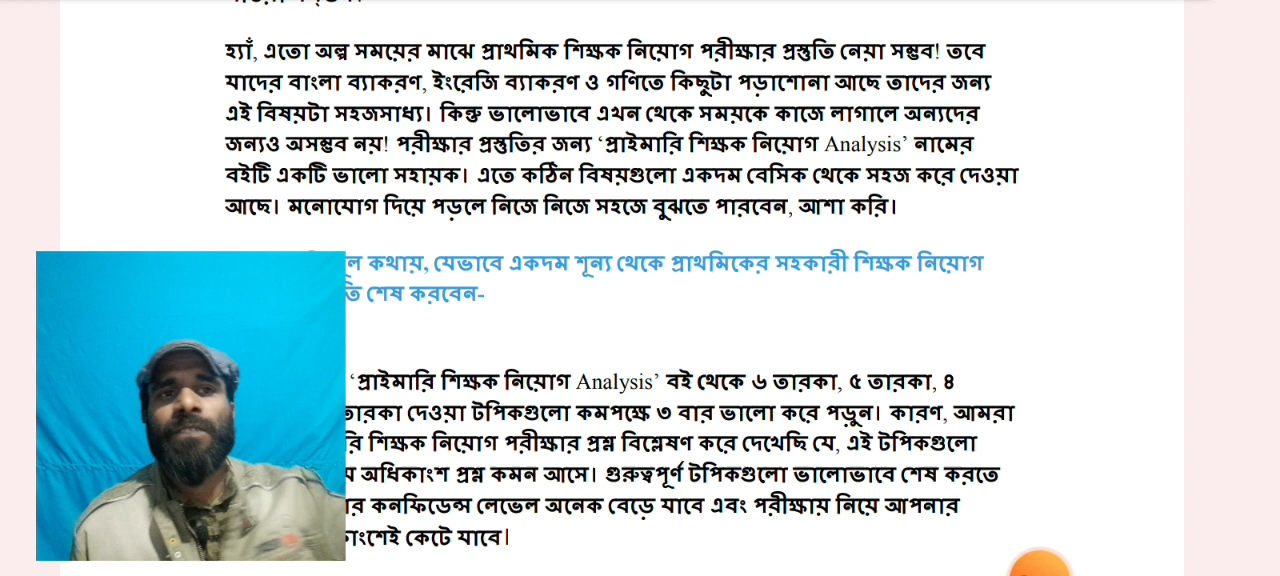 হ্যাঁ, এতো অল্প সময়ের মাঝে প্রাথমিক শিক্ষক নিয়োগ পরীক্ষার প্রস্তুতি নেয়া সম্ভব! তবে
যাদের বাংলা ব্যাকরণ, ইংরেজি ব্যাকরণ ও গণিতে কিছুটা পড়াশোনা আছে তাদের জন্য
এই বিষয়টা সহজসাধ্য। কিন্তু ভালোভাবে এখন থেকে সময়কে কাজে লাগালে অন্যদের
জন্যও অসম্ভব নয়! পরীক্ষার প্রস্তুতির জন্য ‘প্রাইমারি শিক্ষক নিয়োগ Analysis’ নামের
বইটি একটি ভালো সহায়ক। এতে কঠিন বিষয়গুলো একদম বেসিক থেকে সহজ করে দেওয়া
আছে। মনোযোগ দিয়ে পড়লে নিজে নিজে সহজে বুঝতে পারবেন, আশা করি।
কথায়, যেভাবে একদম শূন্য থেকে প্রাথমিকের সহকারী শিক্ষক নিয়োগ
শেষ করবেন-
‘প্রাইমারি শিক্ষক নিয়োগ Analysis’ বই থেকে ৬ তারকা, ৫ তারকা, ৪
তারকা দেওয়া টপিকগুলো কমপক্ষে ৩ বার ভালো করে পড়ুন। কারণ, আমরা
শিক্ষক নিয়োগ পরীক্ষার প্রশ্ন বিশ্লেষণ করে দেখেছি যে, এই টপিকগুলো
অধিকাংশ প্রশ্ন কমন আসে। গুরুত্বপূর্ণ টপিকগুলো ভালোভাবে শেষ করতে
কনফিডেন্স লেভেল অনেক বেড়ে যাবে এবং পরীক্ষায় নিয়ে আপনার
কেটে যাবে।